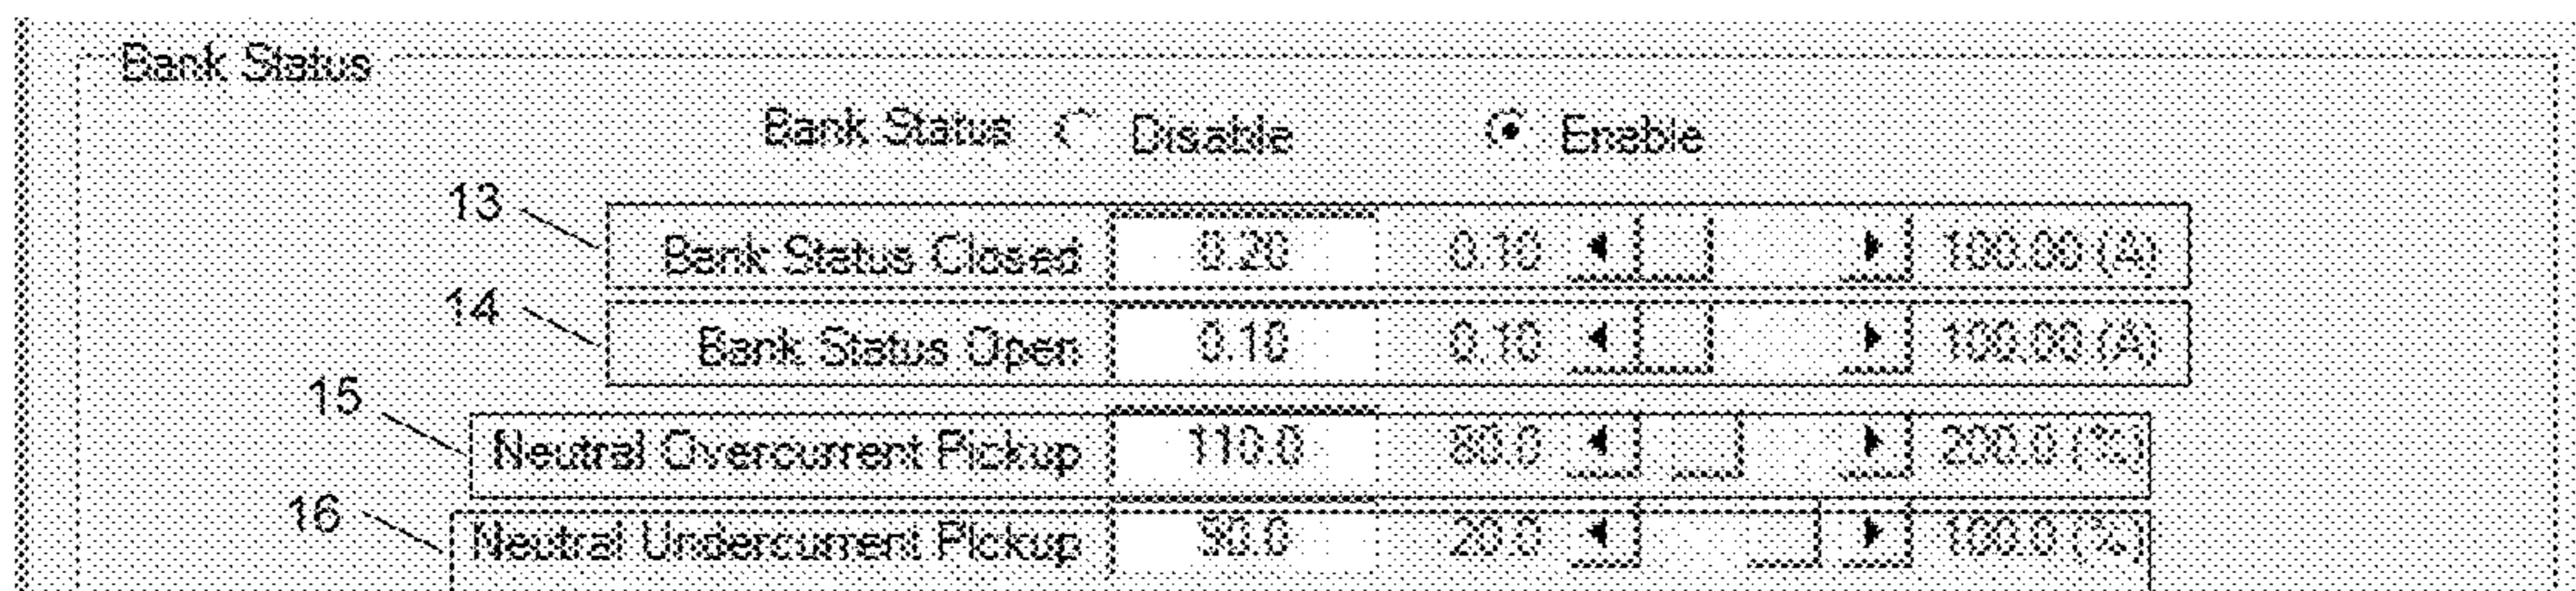 Bank Status
Bank Status Disable Enable
13 Bank Status Closed 0.20 0.10 100.00 (A)
14 Bank Status Open 0.10 0.10 100.00 (A)
15 Neutral Overcurrent Pickup 110.0 80.0 200.0 (%)
16 Neutral Undercurrent Pickup 90.0 20.0 100.0 (%)